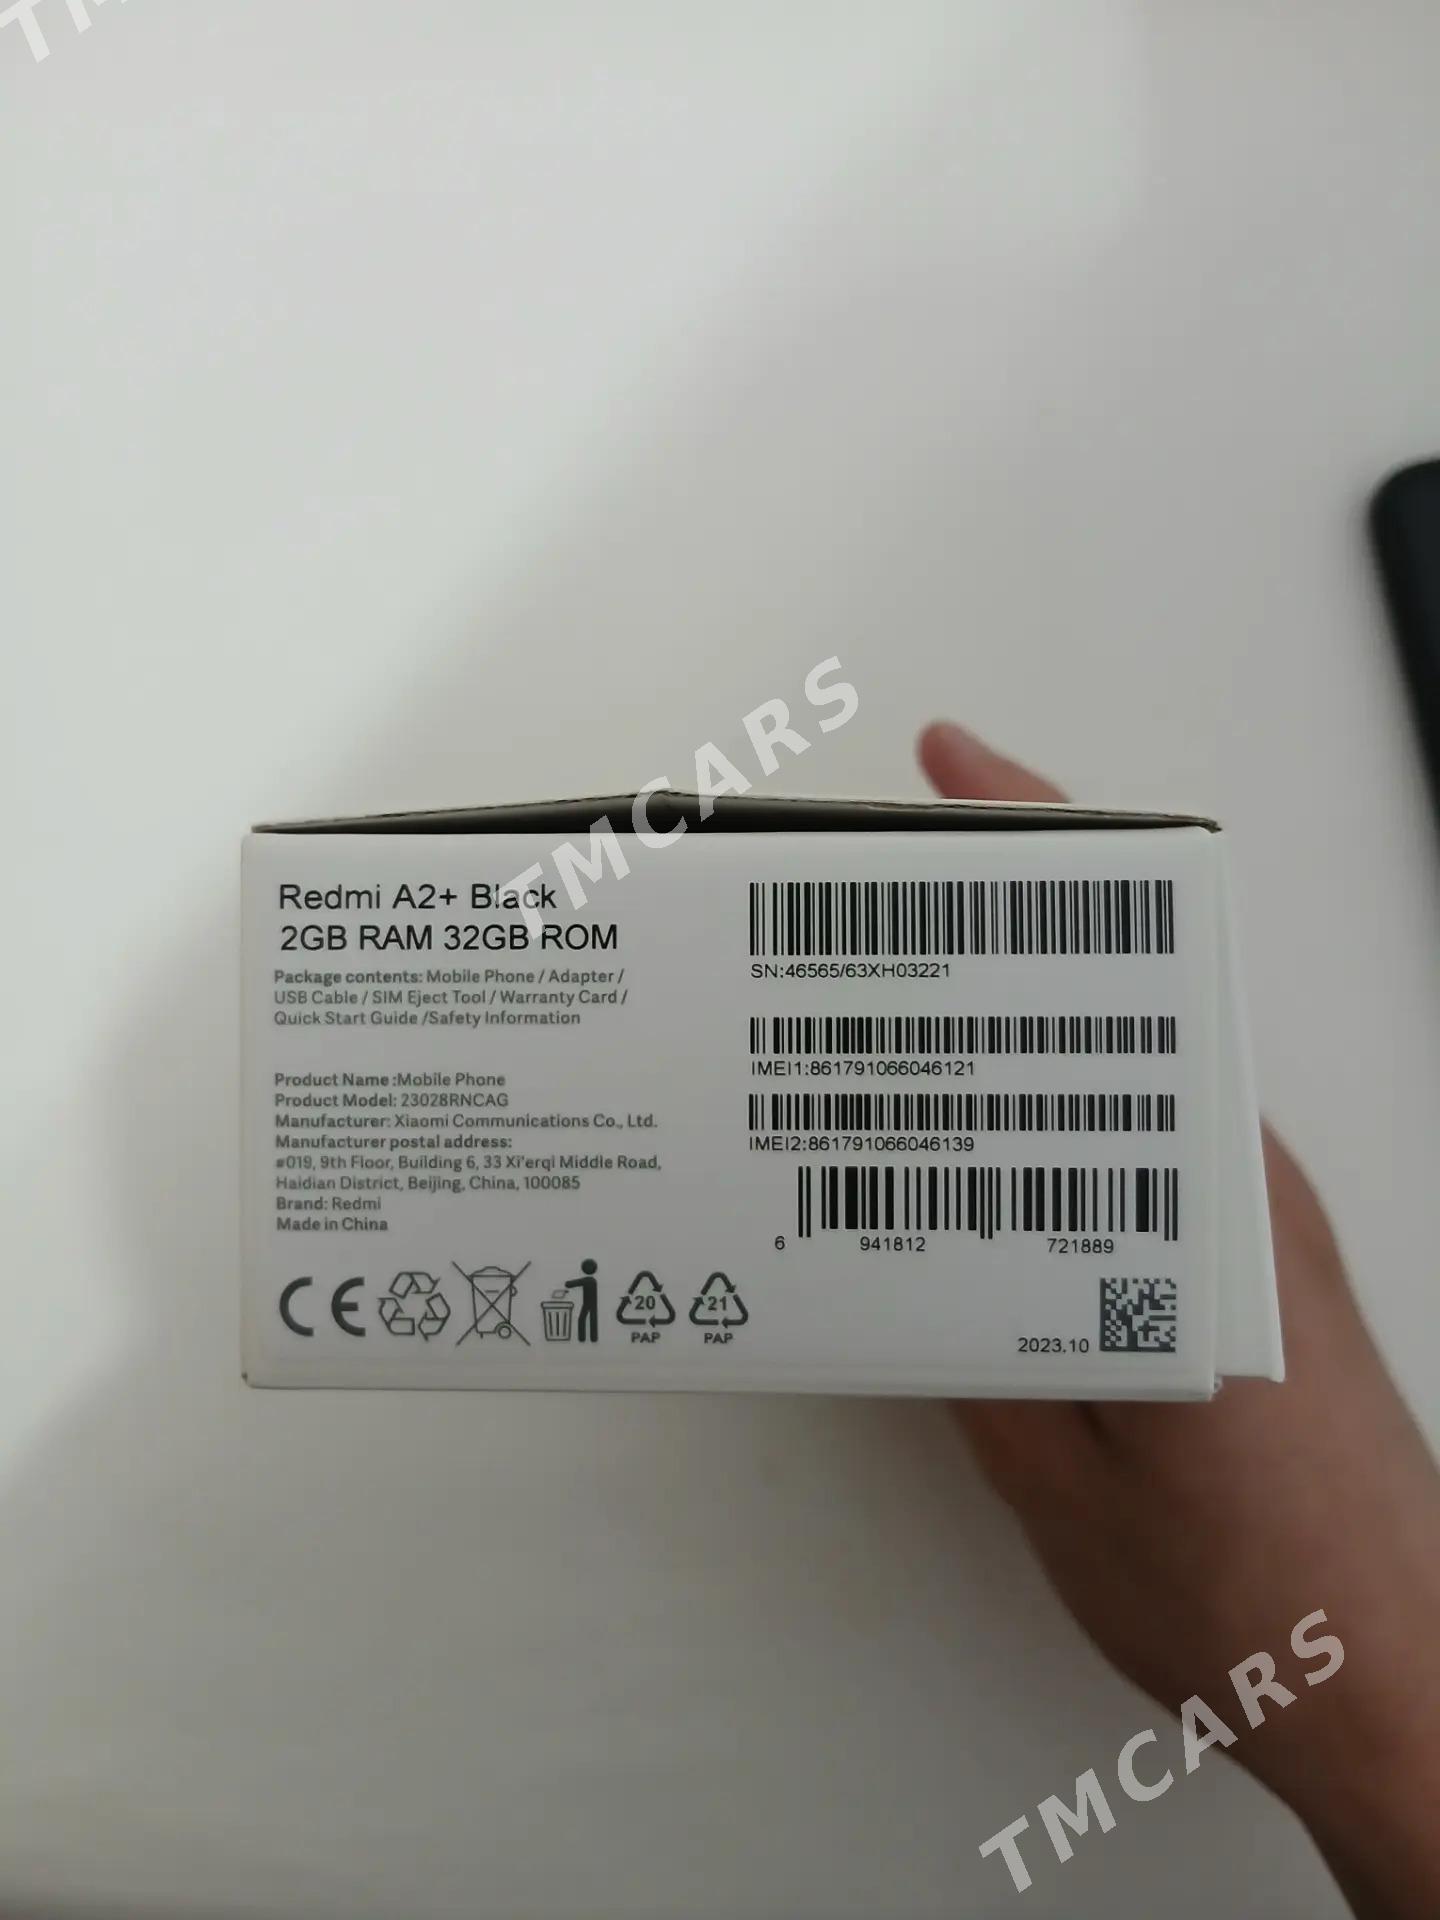 TM
TMCARS
Redmi A2+ Black
2GB RAM 32GB ROM
Package contents: Mobile Phone / Adapter /
USB Cable / SIM Eject Tool / Warranty Card /
Quick Start Guide /Safety Information
Product Name :Mobile Phone
Product Model: 23028RNCAG
Manufacturer: Xiaomi Communications Co., Ltd.
Manufacturer postal address:
#019, 9th Floor, Building 6, 33 Xi'erqi Middle Road,
Haidian District, Beijing, China, 100085
Brand: Redmi
Made in China
CE
20
PAP
21
PAP
SN:46565/63XH03221
IMEI1:861791066046121
IMEI2:861791066046139
6 941812 721889
2023.10
TMCARS